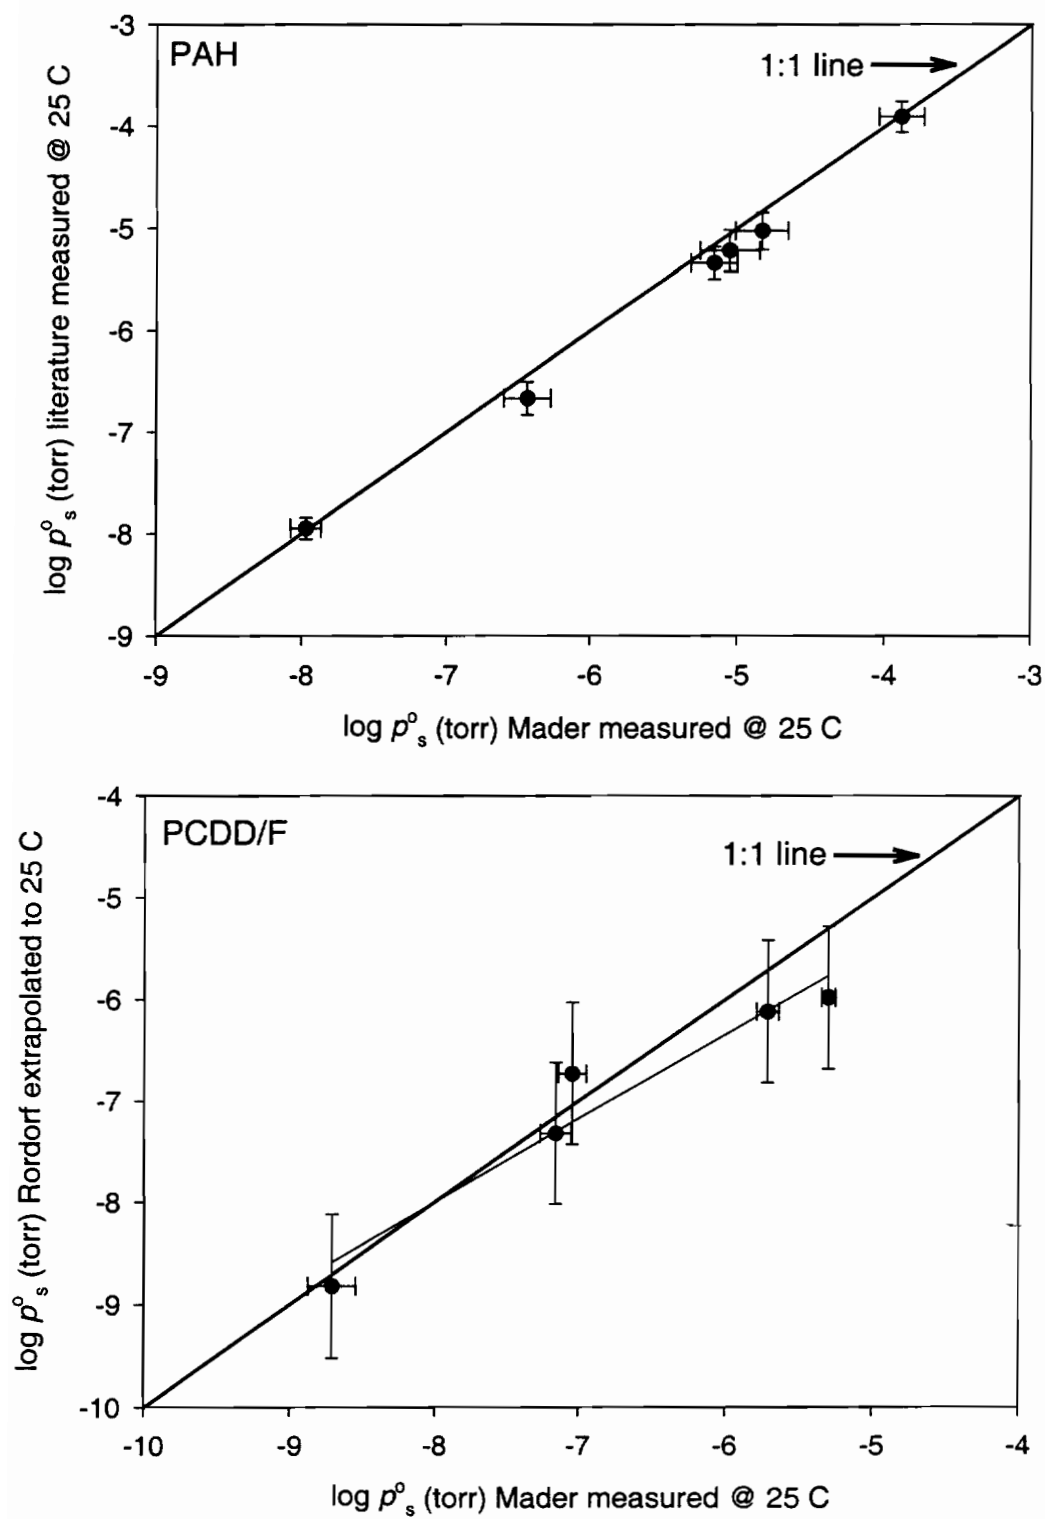 PAH
1:1 line
-3
-4
-5
-6
-7
-8
-9
log p°s (torr) literature measured @ 25 C
-9 -8 -7 -6 -5 -4 -3
log p°s (torr) Mader measured @ 25 C
PCDD/F
1:1 line
-4
-5
-6
-7
-8
-9
-10
log p°s (torr) Rordorf extrapolated to 25 C
-10 -9 -8 -7 -6 -5 -4
log p°s (torr) Mader measured @ 25 C